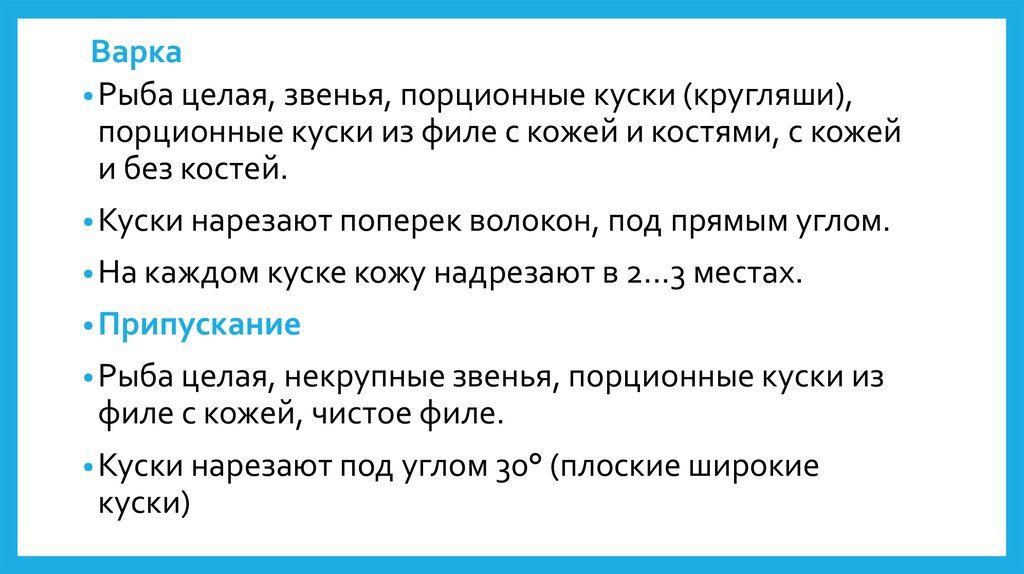 Варка
• Рыба целая, звенья, порционные куски (кругляши),
порционные куски из филе с кожей и костями, с кожей
и без костей.
• Куски нарезают поперек волокон, под прямым углом.
• На каждом куске кожу надрезают в 2…3 местах.
• Припускание
• Рыба целая, некрупные звенья, порционные куски из
филе с кожей, чистое филе.
• Куски нарезают под углом 30° (плоские широкие
куски)